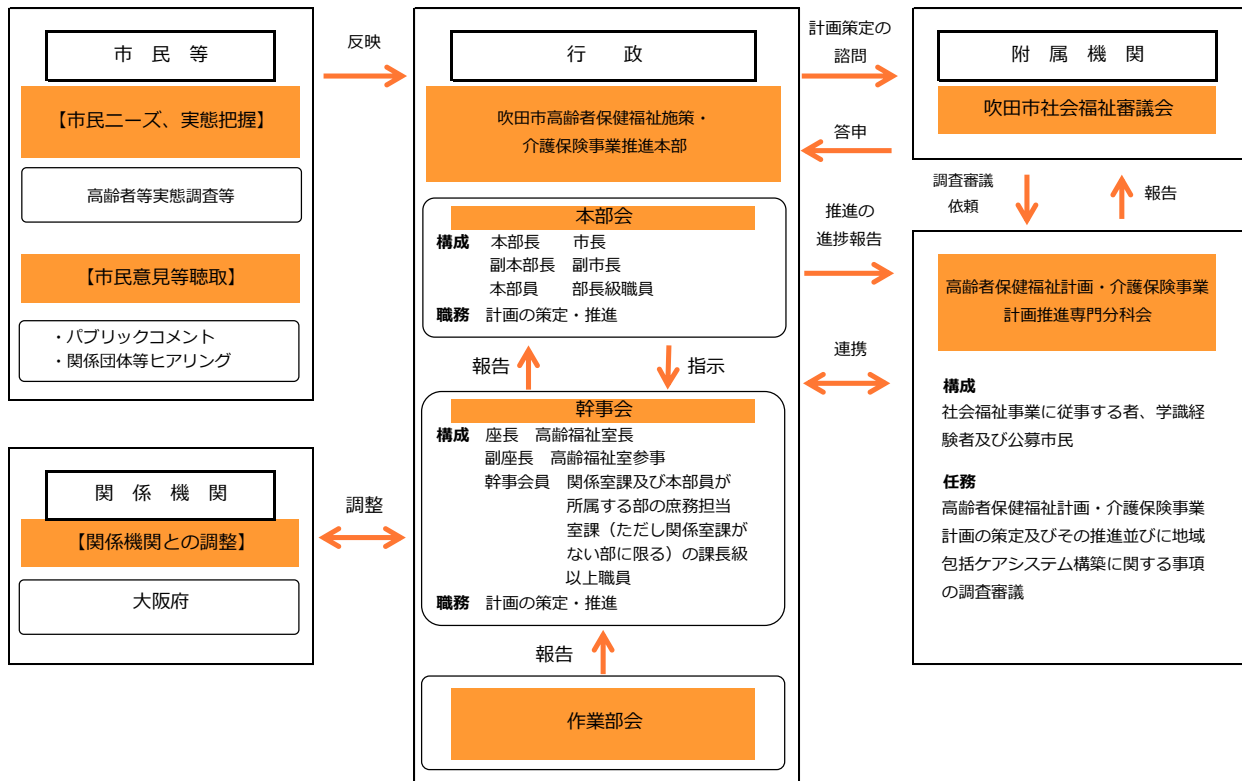 市 民 等
【市民ニーズ、実態把握】
高齢者等実態調査等
【市民意見等聴取】
・パブリックコメント
・関係団体等ヒアリング
関 係 機 関
【関係機関との調整】
大阪府
反映
調整
行 政
吹田市高齢者保健福祉施策・
介護保険事業推進本部
本部会
構成 本部長 市長
副本部長 副市長
本部員 部長級職員
職務 計画の策定・推進
報告
指示
幹事会
構成 座長 高齢福祉室長
副座長 高齢福祉室参事
幹事会員 関係室課及び本部員が
所属する部の庶務担当
室課（ただし関係室課が
ない部に限る）の課長級
以上職員
職務 計画の策定・推進
報告
作業部会
計画策定の
諮問
答申
推進の
進捗報告
連携
附 属 機 関
吹田市社会福祉審議会
調査審議
依頼
報告
高齢者保健福祉計画・介護保険事業
計画推進専門分科会
構成
社会福祉事業に従事する者、学識経
験者及び公募市民
任務
高齢者保健福祉計画・介護保険事業
計画の策定及びその推進並びに地域
包括ケアシステム構築に関する事項
の調査審議